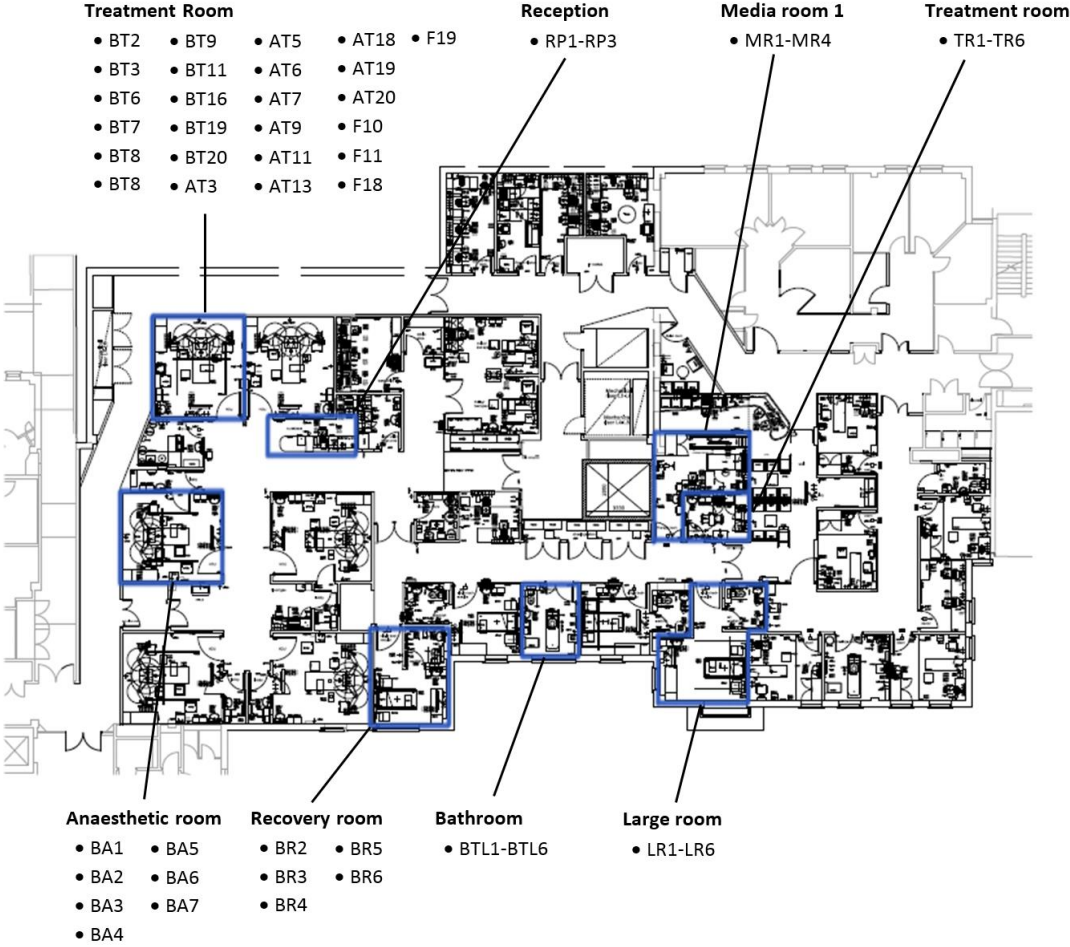 Treatment Room
Reception
Media room 1
Treatment room
• BT2 • BT9 • AT5 • AT18 • F19
• BT3 • BT11 • AT6 • AT19
• BT6 • BT16 • AT7 • AT20
• BT7 • BT19 • AT9 • F10
• BT8 • BT20 • AT11 • F11
• BT8 • AT3 • AT13 • F18
• RP1-RP3
• MR1-MR4
• TR1-TR6
Anaesthetic room
Recovery room
Bathroom
Large room
• BA1 • BA5
• BA2 • BA6
• BA3 • BA7
• BA4
• BR2 • BR5
• BR3 • BR6
• BR4
• BTL1-BTL6
• LR1-LR6